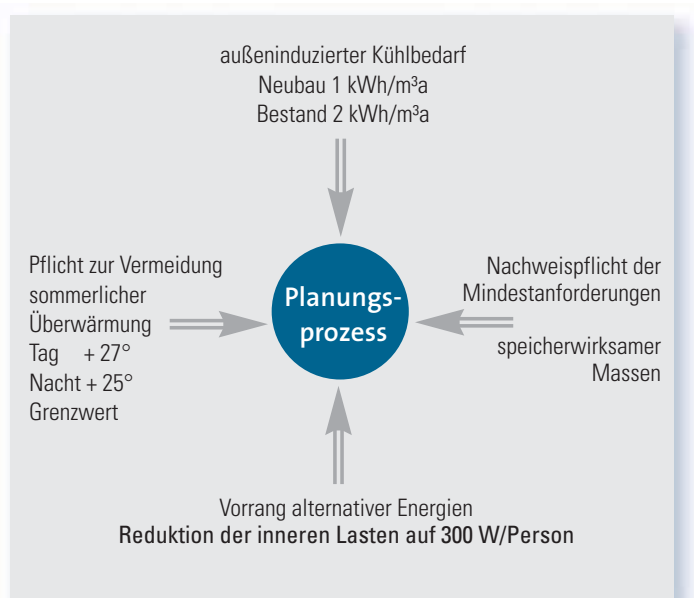 außeninduzierter Kühlbedarf
Neubau 1 kWh/m³a
Bestand 2 kWh/m³a
Pflicht zur Vermeidung
sommerlicher
Überwärmung
Tag + 27°
Nacht + 25°
Grenzwert
Planungs-
prozess
Nachweispflicht der
Mindestanforderungen
speicherwirksamer
Massen
Vorrang alternativer Energien
Reduktion der inneren Lasten auf 300 W/Person